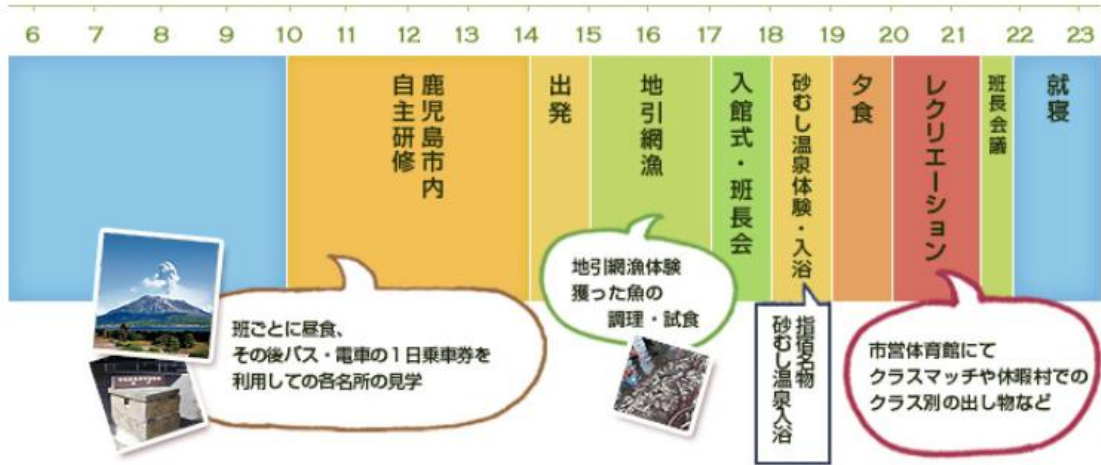 6 7 8 9 10 11 12 13 14 15 16 17 18 19 20 21 22 23
鹿児島市内
自主研修
出発
地引網漁
入館式・班長会
砂むし温泉体験・入浴
夕食
レクリエーション
班長会議
就寝
班ごとに昼食、
その後バス・電車の1日乗車券を
利用しての各名所の見学
地引網漁体験
獲った魚の
調理・試食
指宿名物
砂むし温泉入浴
市営体育館にて
クラスマッチや休暇村での
クラス別の出し物など